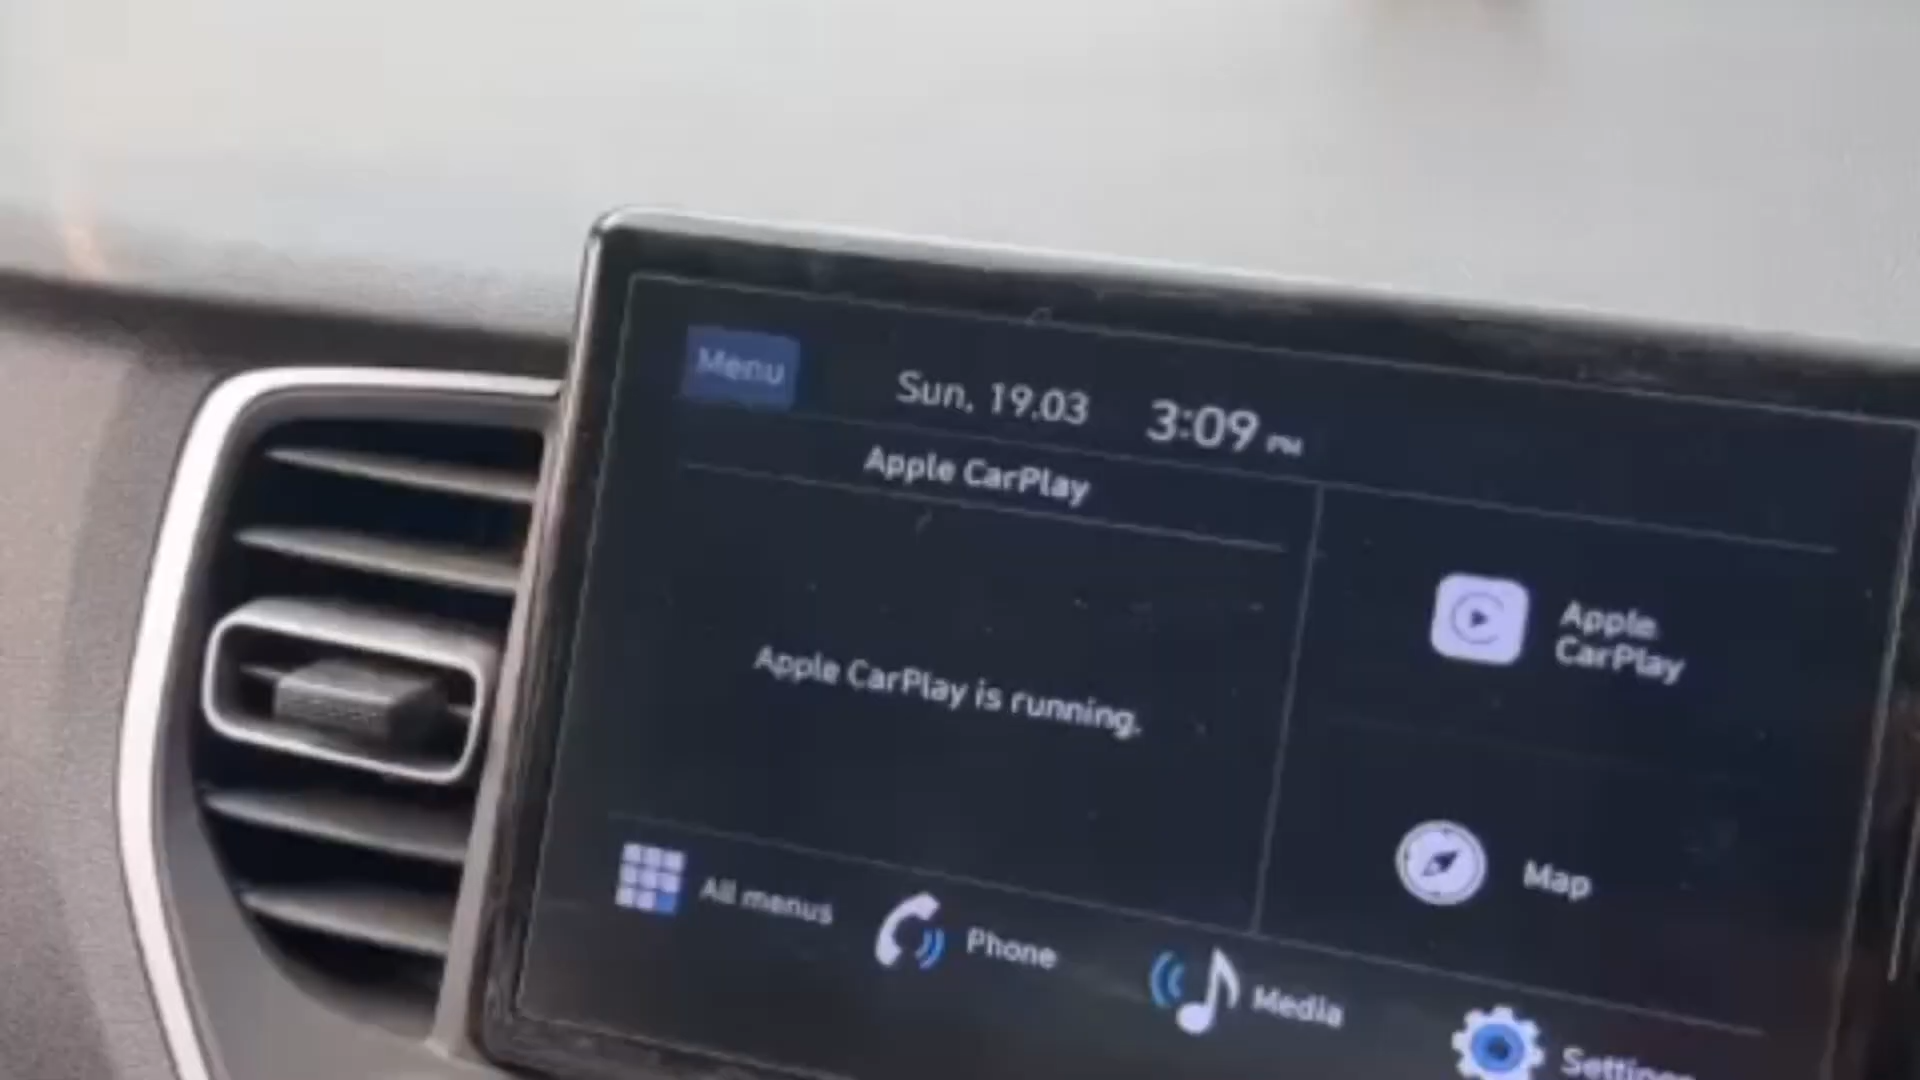 Menu
Sun. 19.03 3:09 PM
Apple CarPlay
Apple CarPlay is running.
Apple
CarPlay
Map
All menus
Phone
Media
Settings